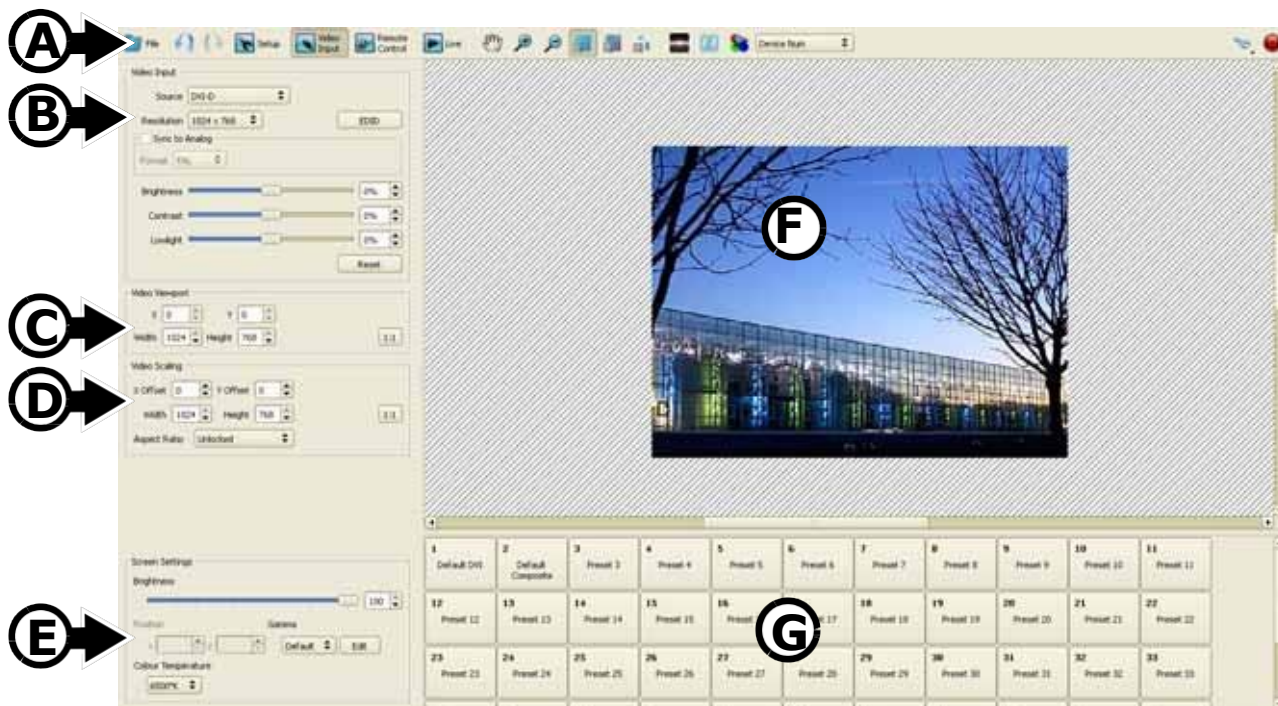 A
File Setup Video Input Remote Control Live Device Num
Video Input
Source DVI-D
B
Resolution 1024 x 768 EDID
Sync to Analog
Format PAL
Brightness 0%
Contrast 0%
Lowlight 0%
Reset
Video Viewport
X 0 Y 0
C
Width 1024 Height 768 1:1
Video Scaling
X Offset 0 Y Offset 0
D
Width 1024 Height 768 1:1
Aspect Ratio Unlocked
F
Screen Settings
Brightness
100
E
Position Gamma
Default Edit
Colour Temperature
6500°K
1 2 3 4 5 6 7 8 9 10 11
Default DVI Default Composite Preset 3 Preset 4 Preset 5 Preset 6 Preset 7 Preset 8 Preset 9 Preset 10 Preset 11
12 13 14 15 16 18 19 20 21 22
Preset 12 Preset 13 Preset 14 Preset 15 Preset 17 Preset 18 Preset 19 Preset 20 Preset 21 Preset 22
G
23 24 25 26 27 29 30 31 32 33
Preset 23 Preset 24 Preset 25 Preset 26 Preset 27 Preset 28 Preset 29 Preset 30 Preset 31 Preset 32 Preset 33